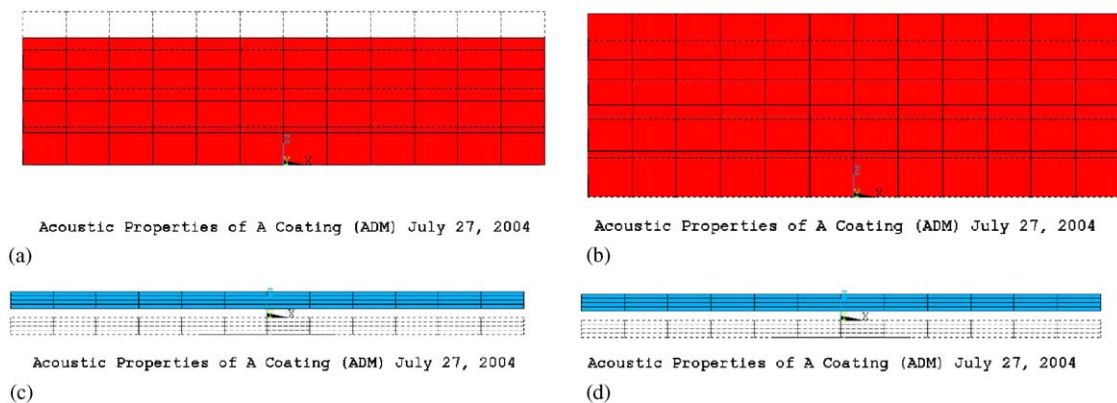 Z
Y X
Acoustic Properties of A Coating (ADM) July 27, 2004
(a)
Z
X
Acoustic Properties of A Coating (ADM) July 27, 2004
(b)
X
Acoustic Properties of A Coating (ADM) July 27, 2004
(c)
X
Acoustic Properties of A Coating (ADM) July 27, 2004
(d)